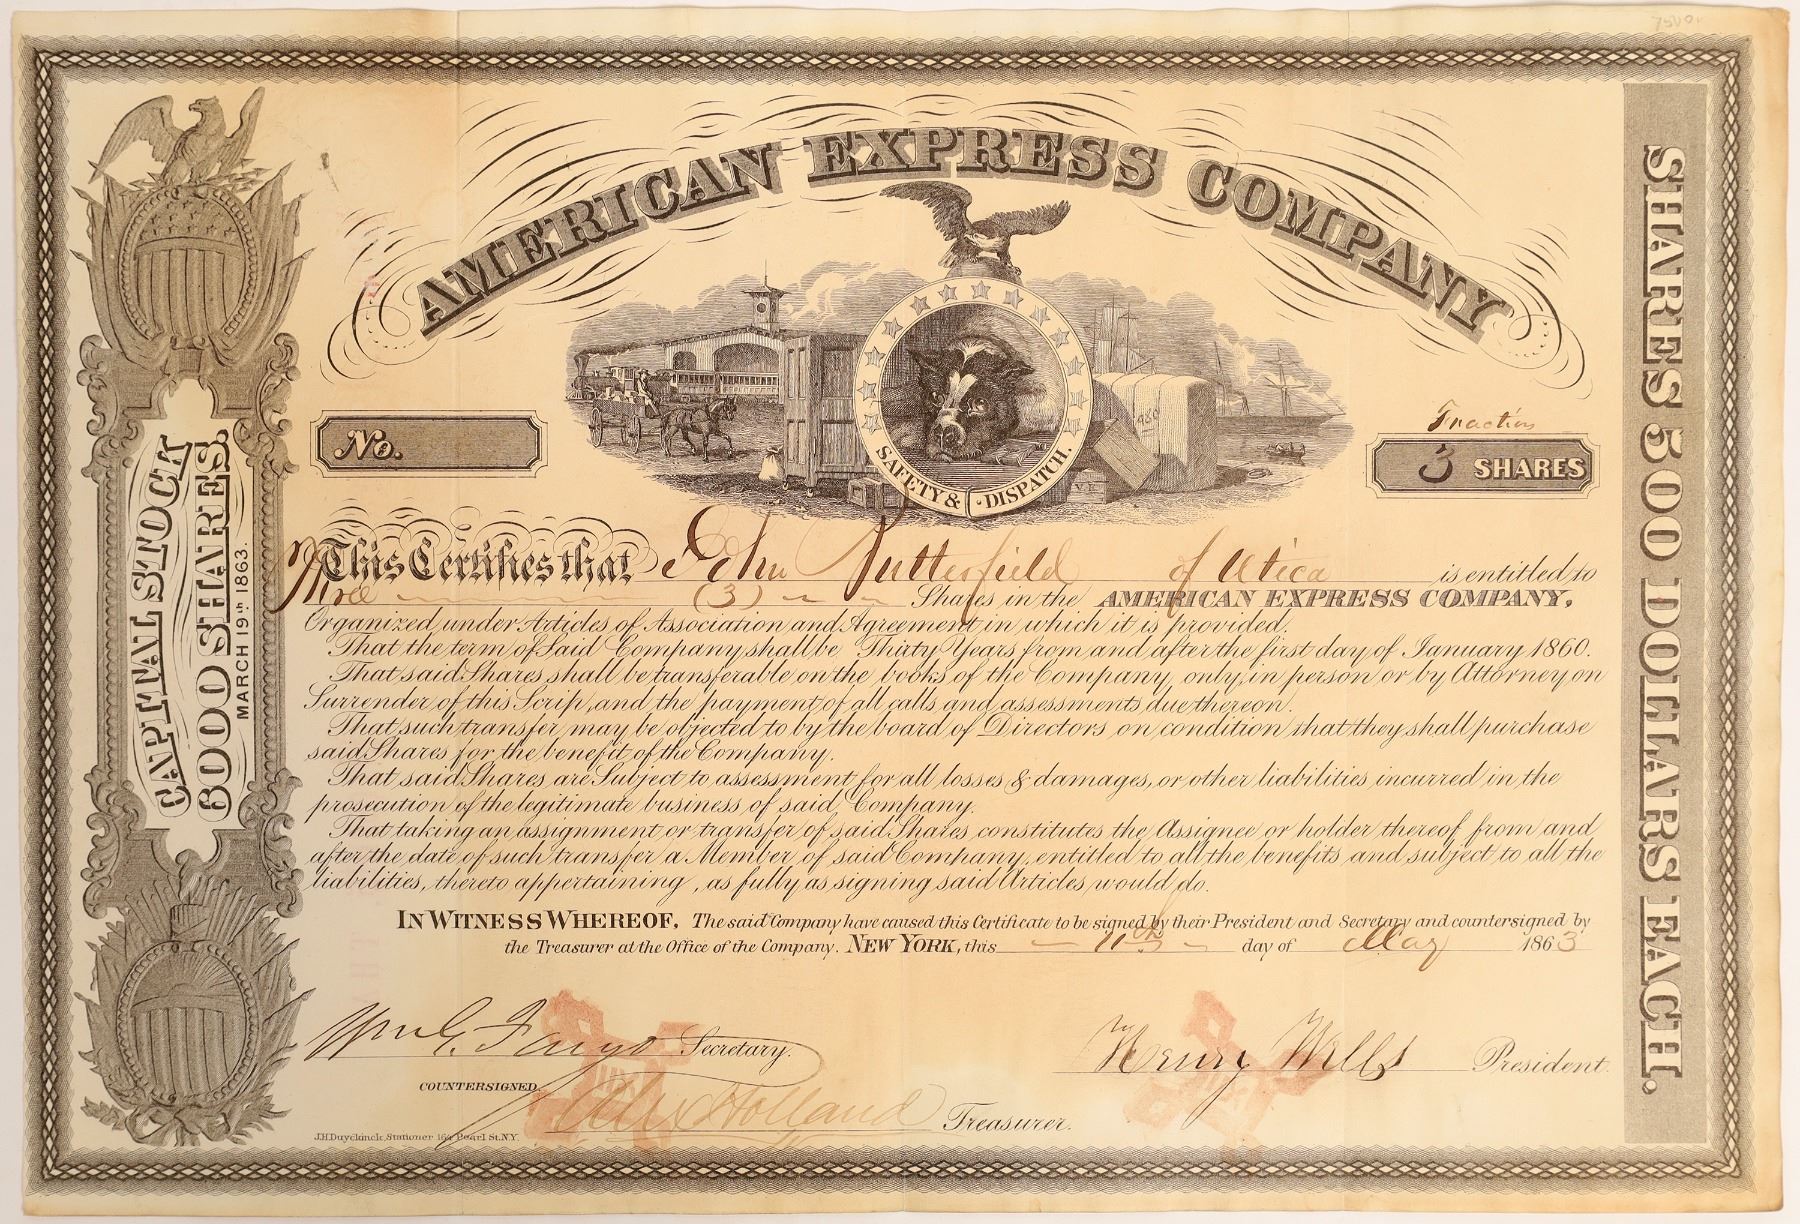 AMERICAN EXPRESS COMPANY
SAFETY & DISPATCH.
No.
Fraction
3 SHARES
CAPITAL STOCK
6000 SHARES.
MARCH 19th 1863.
SHARES 500 DOLLARS EACH.
This Certifies that John Butterfield of Utica is entitled to
Three (3) Shares in the AMERICAN EXPRESS COMPANY,
Organized under Articles of Association and Agreement in which it is provided.
That the term of Said Company shall be Thirty Years from and after the first day of January 1860.
That said Shares shall be transferable on the books of the Company, only, in person or by Attorney on
Surrender of this Scrip, and the payment of all calls and assessments due thereon.
That such transfer may be objected to by the board of Directors on condition that they shall purchase
said Shares for the benefit of the Company.
That said Shares are Subject to assessment for all losses & damages, or other liabilities incurred in the
prosecution of the legitimate business of said Company.
That taking an assignment or transfer of said Shares, constitutes the Assignee or holder thereof from and
after the date of such transfer a Member of said Company, entitled to all the benefits and subject to all the
liabilities, thereto appertaining, as fully as signing said Articles would do.
IN WITNESS WHEREOF, The said Company have caused this Certificate to be signed by their President and Secretary and countersigned by
the Treasurer at the Office of the Company. NEW YORK, this 11th day of May 1863
Wm G. Fargo Secretary.
Henry Wells President.
COUNTERSIGNED,
Alex Holland Treasurer.
J.H. Duyckinck, Stationer 164 Pearl St. N.Y.